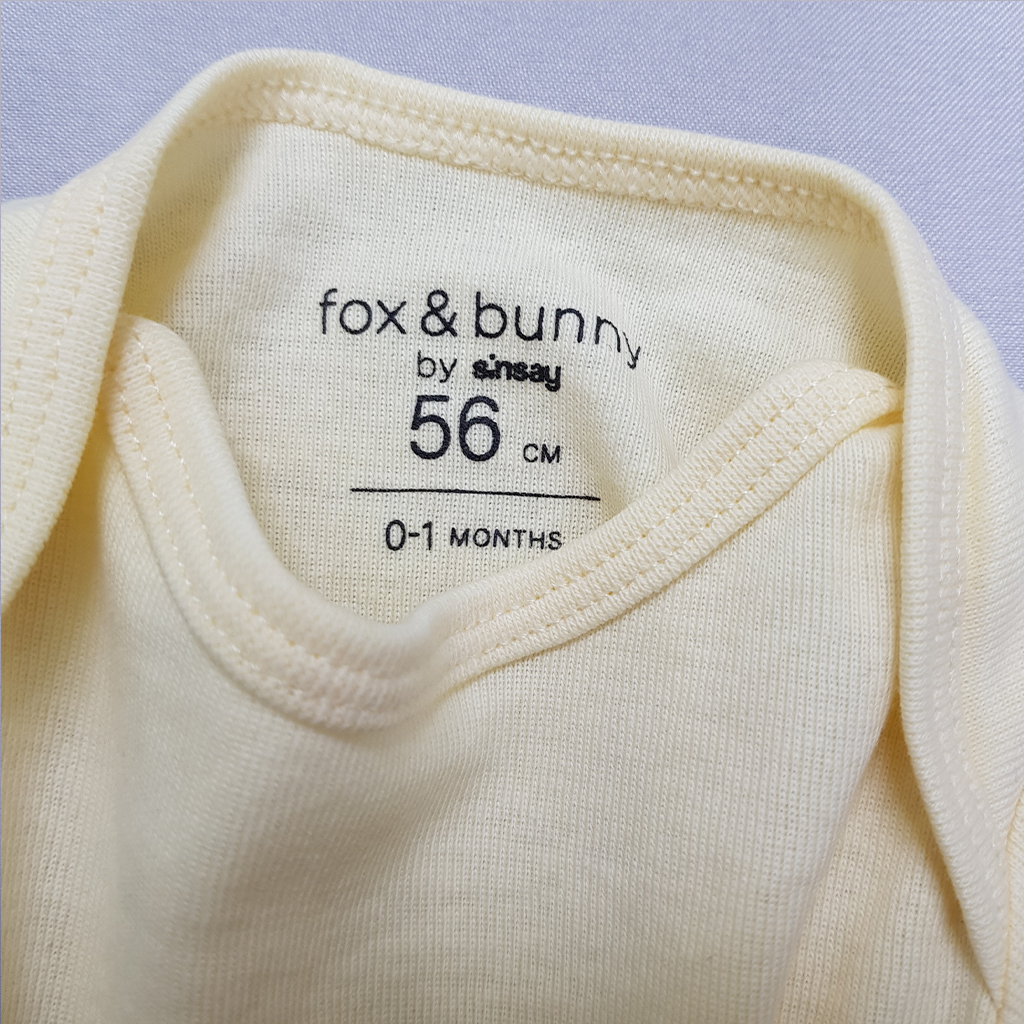 fox & bunny
by sinsay
56 CM
0-1 MONTHS